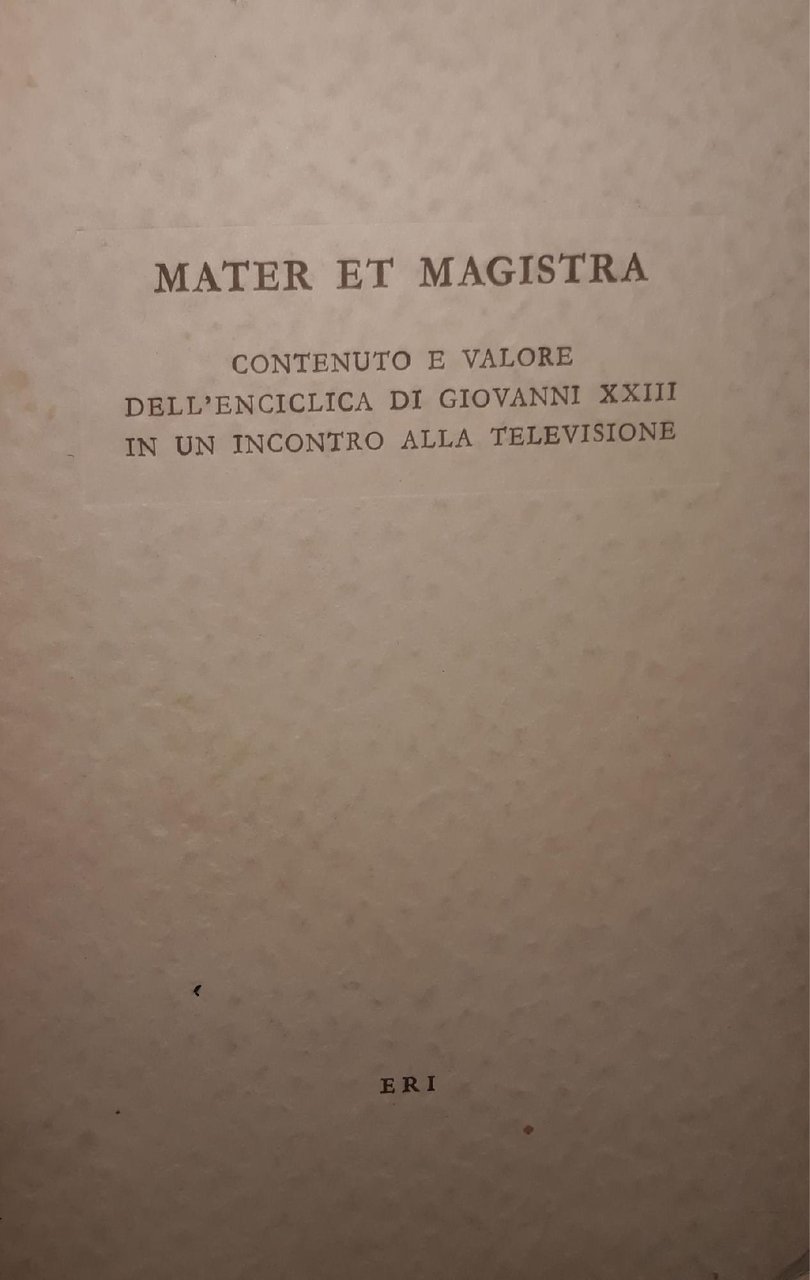 MATER ET MAGISTRA
CONTENUTO E VALORE
DELL'ENCICLICA DI GIOVANNI XXIII
IN UN INCONTRO ALLA TELEVISIONE
ERI